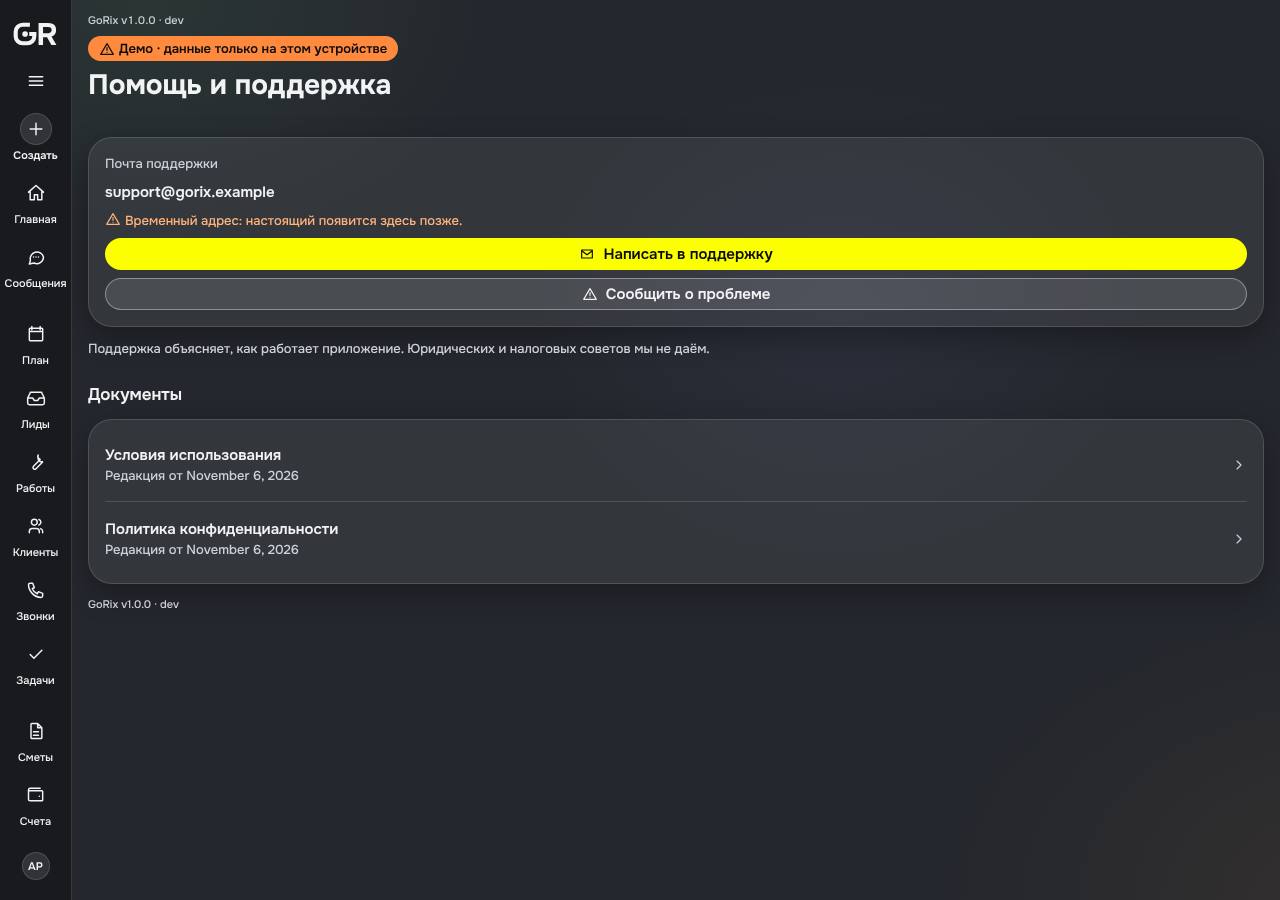 GR
Создать
Главная
Сообщения
План
Лиды
Работы
Клиенты
Звонки
Задачи
Сметы
Счета
AP
GoRix v1.0.0 · dev
Демо · данные только на этом устройстве
Помощь и поддержка
Почта поддержки
support@gorix.example
Временный адрес: настоящий появится здесь позже.
Написать в поддержку
Сообщить о проблеме
Поддержка объясняет, как работает приложение. Юридических и налоговых советов мы не даём.
Документы
Условия использования
Редакция от November 6, 2026
Политика конфиденциальности
Редакция от November 6, 2026
GoRix v1.0.0 · dev